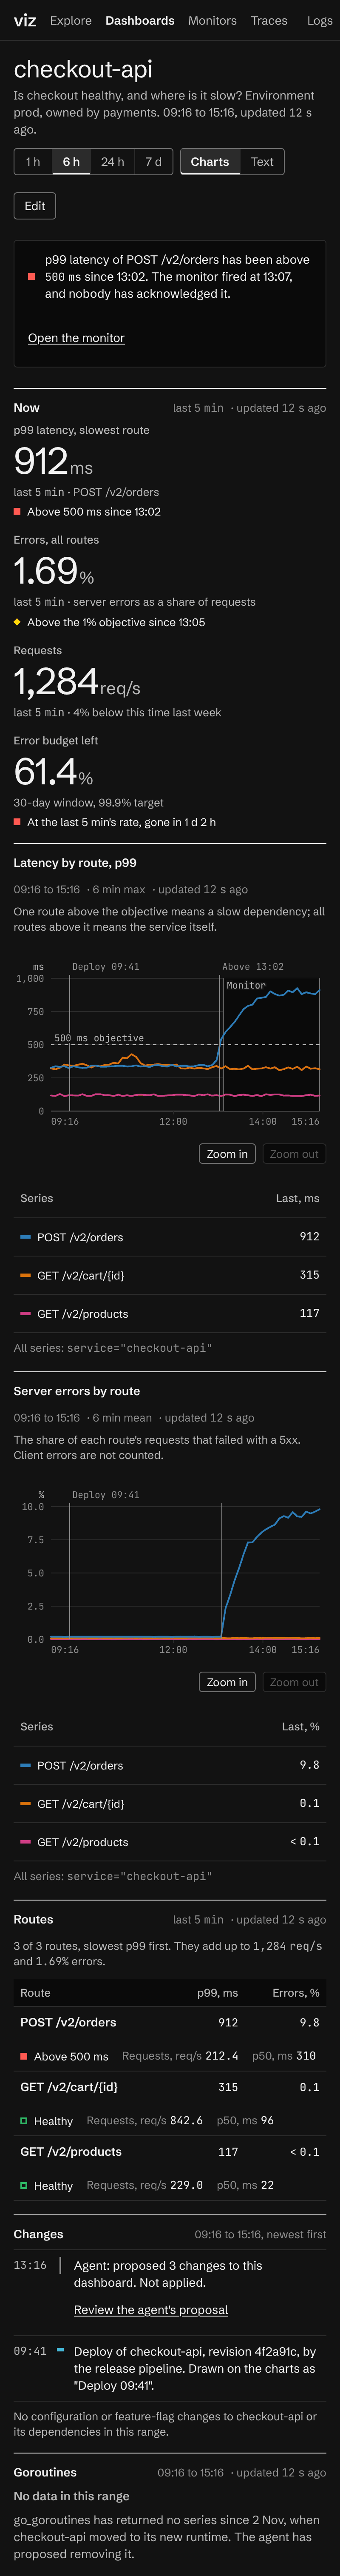 viz Explore Dashboards Monitors Traces Logs
checkout-api
Is checkout healthy, and where is it slow? Environment
prod, owned by payments. 09:16 to 15:16, updated 12 s
ago.
1 h 6 h 24 h 7 d Charts Text
Edit
p99 latency of POST /v2/orders has been above
500 ms since 13:02. The monitor fired at 13:07,
and nobody has acknowledged it.
Open the monitor
Now last 5 min · updated 12 s ago
p99 latency, slowest route
912ms
last 5 min · POST /v2/orders
Above 500 ms since 13:02
Errors, all routes
1.69%
last 5 min · server errors as a share of requests
Above the 1% objective since 13:05
Requests
1,284req/s
last 5 min · 4% below this time last week
Error budget left
61.4%
30-day window, 99.9% target
At the last 5 min's rate, gone in 1 d 2 h
Latency by route, p99
09:16 to 15:16 · 6 min max · updated 12 s ago
One route above the objective means a slow dependency; all
routes above it means the service itself.
ms Deploy 09:41 Above 13:02
1,000
Monitor
750
500 ms objective
500
250
0
09:16 12:00 14:00 15:16
Zoom in Zoom out
Series Last, ms
POST /v2/orders 912
GET /v2/cart/{id} 315
GET /v2/products 117
All series: service="checkout-api"
Server errors by route
09:16 to 15:16 · 6 min mean · updated 12 s ago
The share of each route's requests that failed with a 5xx.
Client errors are not counted.
% Deploy 09:41
10.0
7.5
5.0
2.5
0.0
09:16 12:00 14:00 15:16
Zoom in Zoom out
Series Last, %
POST /v2/orders 9.8
GET /v2/cart/{id} 0.1
GET /v2/products < 0.1
All series: service="checkout-api"
Routes last 5 min · updated 12 s ago
3 of 3 routes, slowest p99 first. They add up to 1,284 req/s
and 1.69% errors.
Route p99, ms Errors, %
POST /v2/orders 912 9.8
Above 500 ms Requests, req/s 212.4 p50, ms 310
GET /v2/cart/{id} 315 0.1
Healthy Requests, req/s 842.6 p50, ms 96
GET /v2/products 117 < 0.1
Healthy Requests, req/s 229.0 p50, ms 22
Changes 09:16 to 15:16, newest first
13:16 Agent: proposed 3 changes to this
dashboard. Not applied.
Review the agent's proposal
09:41 Deploy of checkout-api, revision 4f2a91c, by
the release pipeline. Drawn on the charts as
"Deploy 09:41".
No configuration or feature-flag changes to checkout-api or
its dependencies in this range.
Goroutines 09:16 to 15:16 · updated 12 s ago
No data in this range
go_goroutines has returned no series since 2 Nov, when
checkout-api moved to its new runtime. The agent has
proposed removing it.